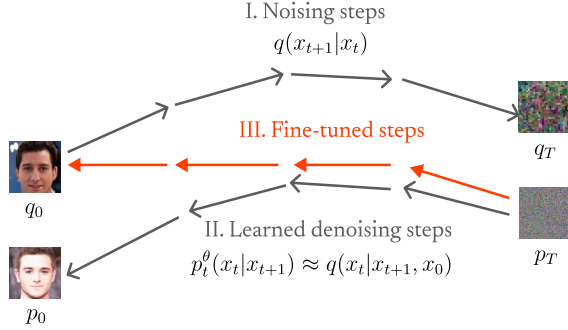 I. Noising steps
q(x_{t+1}|x_t)
III. Fine-tuned steps
q_T
q_0
II. Learned denoising steps
p_t^θ(x_t|x_{t+1}) ≈ q(x_t|x_{t+1}, x_0)
p_T
p_0